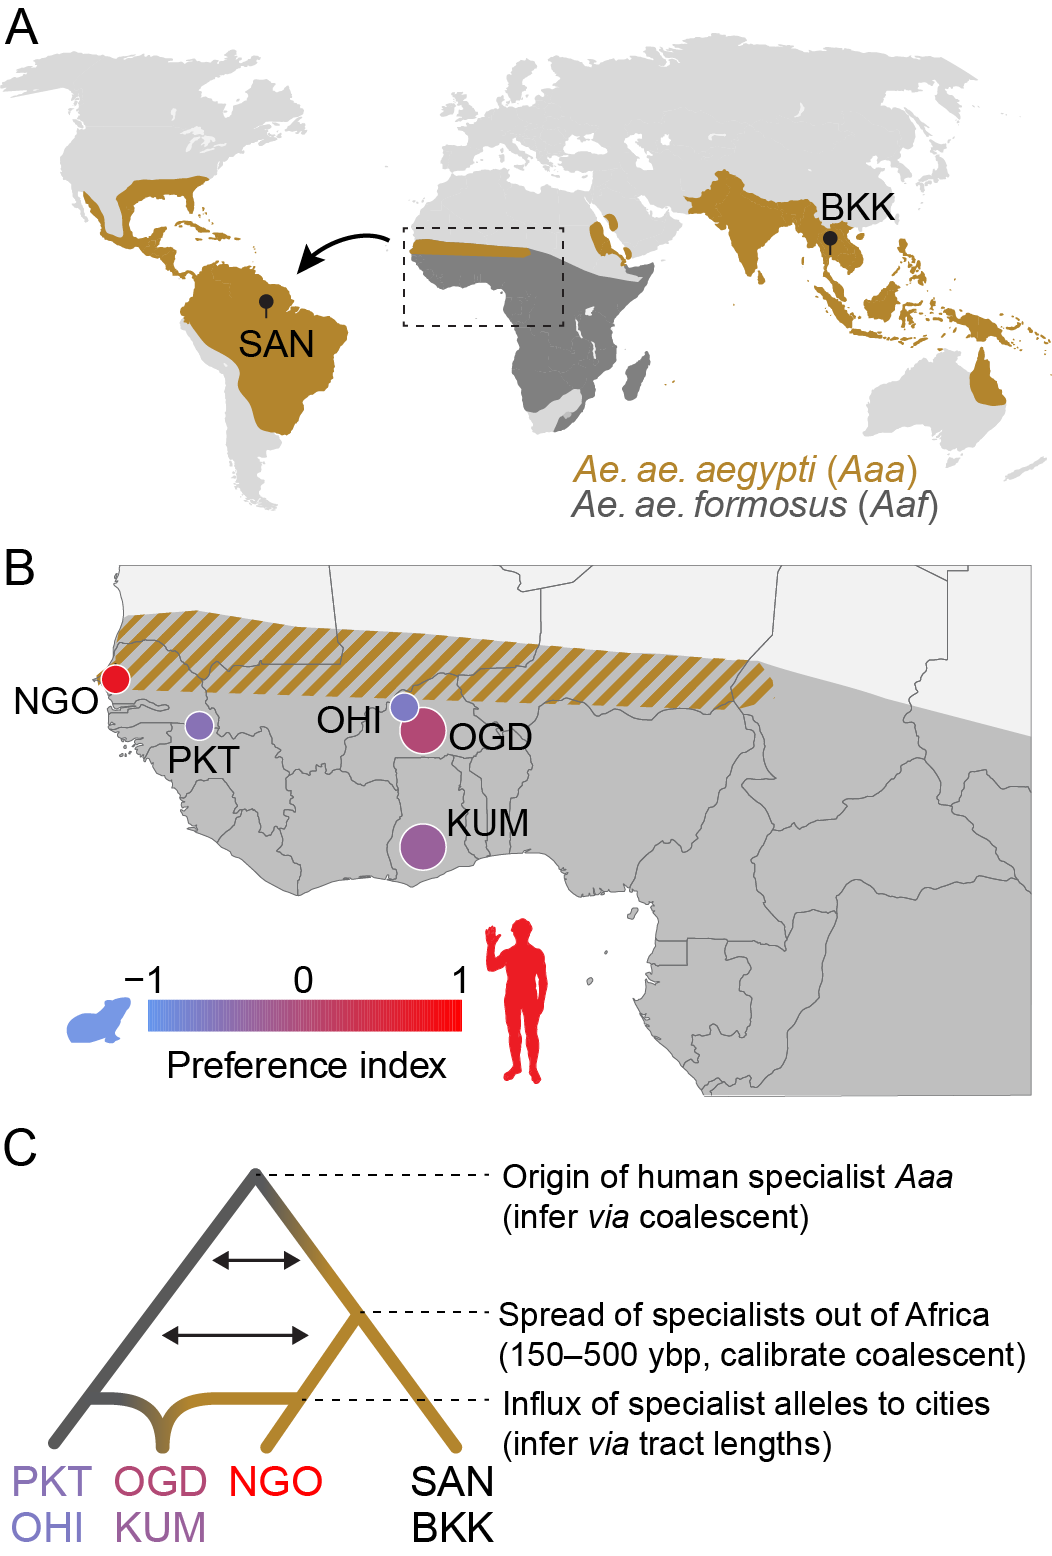 A
BKK
SAN
Ae. ae. aegypti (Aaa)
Ae. ae. formosus (Aaf)
B
NGO
OHI
OGD
PKT
KUM
−1 0 1
Preference index
C
Origin of human specialist Aaa
(infer via coalescent)
Spread of specialists out of Africa
(150–500 ybp, calibrate coalescent)
Influx of specialist alleles to cities
(infer via tract lengths)
PKT OGD NGO SAN
OHI KUM BKK